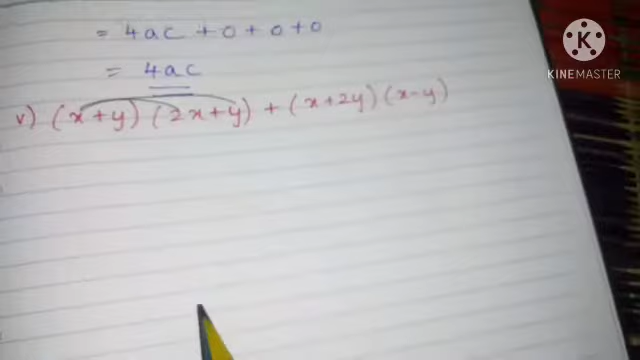 = 4ac + 0 + 0 + 0
= 4ac
v) (x+y) (2x+y) + (x+2y) (x-y)
KINEMASTER